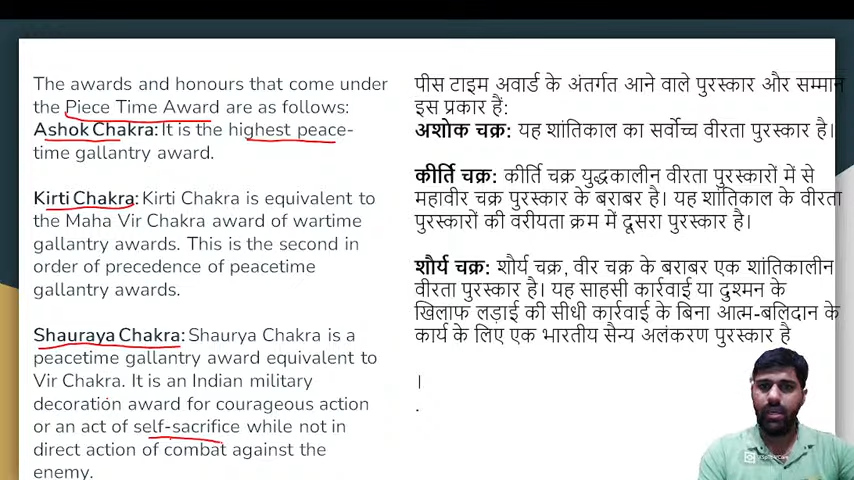 The awards and honours that come under
the Piece Time Award are as follows:
Ashok Chakra: It is the highest peace-
time gallantry award.
Kirti Chakra: Kirti Chakra is equivalent to
the Maha Vir Chakra award of wartime
gallantry awards. This is the second in
order of precedence of peacetime
gallantry awards.
Shauraya Chakra: Shaurya Chakra is a
peacetime gallantry award equivalent to
Vir Chakra. It is an Indian military
decoration award for courageous action
or an act of self-sacrifice while not in
direct action of combat against the
enemy.
पीस टाइम अवार्ड के अंतर्गत आने वाले पुरस्कार और सम्मान
इस प्रकार हैं:
अशोक चक्र: यह शांतिकाल का सर्वोच्च वीरता पुरस्कार है।
कीर्ति चक्र: कीर्ति चक्र युद्धकालीन वीरता पुरस्कारों में से
महावीर चक्र पुरस्कार के बराबर है। यह शांतिकाल के वीरता
पुरस्कारों की वरीयता क्रम में दूसरा पुरस्कार है।
शौर्य चक्र: शौर्य चक्र, वीर चक्र के बराबर एक शांतिकालीन
वीरता पुरस्कार है। यह साहसी कार्रवाई या दुश्मन के
खिलाफ लड़ाई की सीधी कार्रवाई के बिना आत्म-बलिदान के
कार्य के लिए एक भारतीय सैन्य अलंकरण पुरस्कार है
।
.